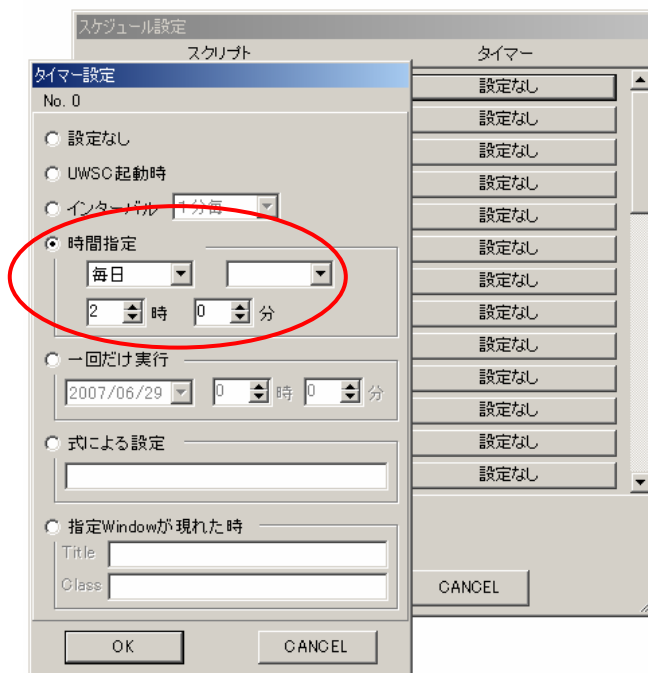 スケジュール設定
スクリプト タイマー
タイマー設定
No. 0
設定なし
UWSC起動時
インターバル 1分毎
時間指定
毎日
2 時 0 分
一回だけ実行
2007/06/29 0 時 0 分
式による設定
指定Windowが現れた時
Title
Class
OK CANCEL
設定なし
設定なし
設定なし
設定なし
設定なし
設定なし
設定なし
設定なし
設定なし
設定なし
設定なし
設定なし
設定なし
CANCEL